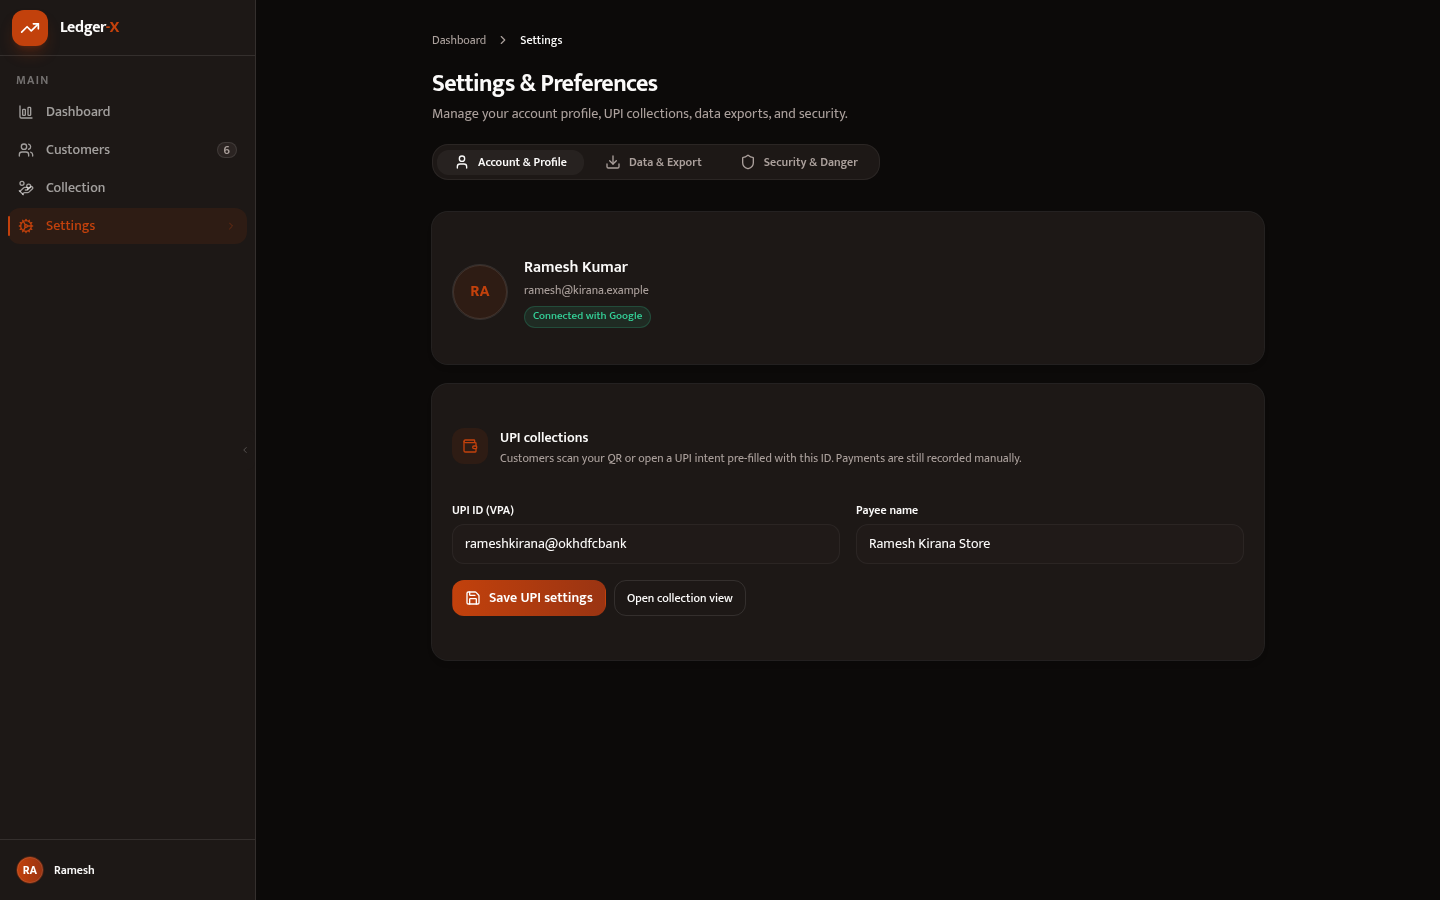 Ledger-X
MAIN
Dashboard
Customers 6
Collection
Settings
RA Ramesh
Dashboard Settings
Settings & Preferences
Manage your account profile, UPI collections, data exports, and security.
Account & Profile Data & Export Security & Danger
RA
Ramesh Kumar
ramesh@kirana.example
Connected with Google
UPI collections
Customers scan your QR or open a UPI intent pre-filled with this ID. Payments are still recorded manually.
UPI ID (VPA) Payee name
rameshkirana@okhdfcbank Ramesh Kirana Store
Save UPI settings Open collection view